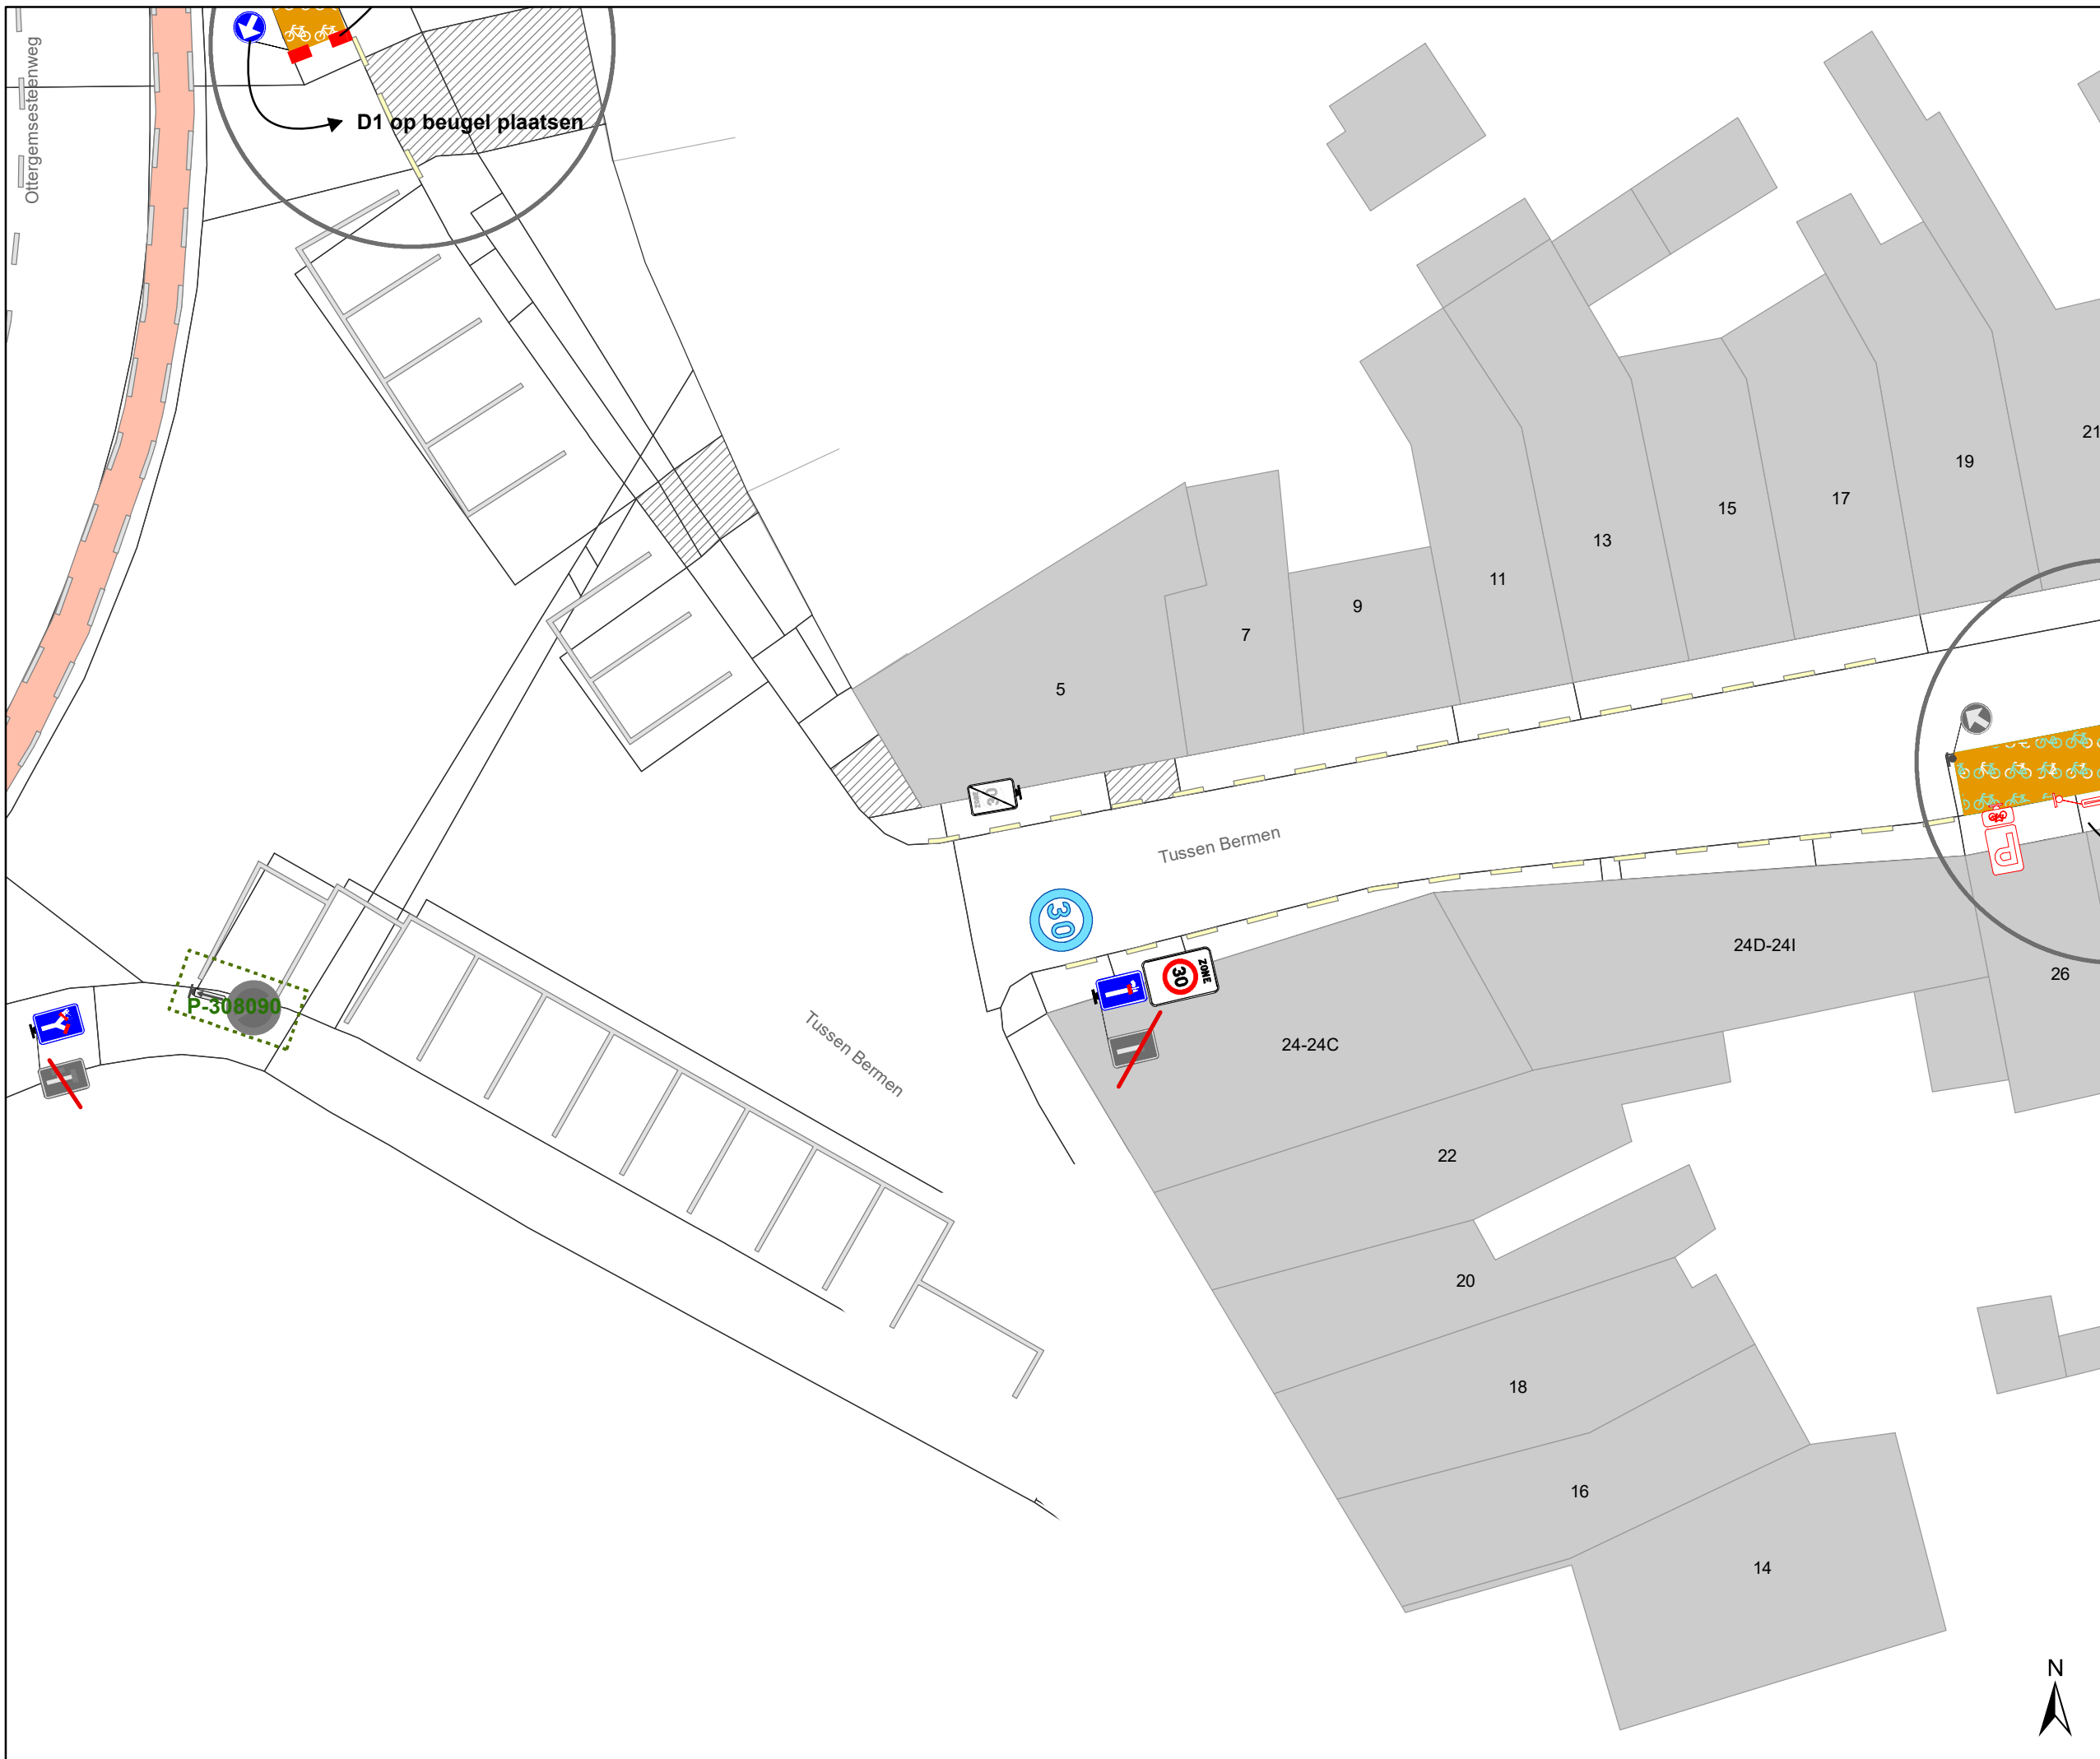 Ottergemsesteenweg
D1 op beugel plaatsen
21
19
17
15
13
11
9
7
5
Tussen Bermen
30
ZONE
30
24D-24I
26
P
P-308090
Tussen Bermen
24-24C
22
20
18
16
14
N